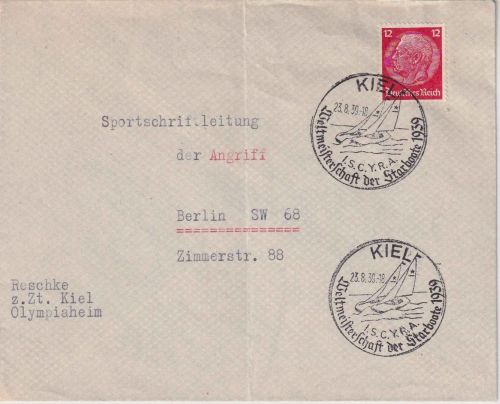 12 12
Deutsches Reich
KIEL
23.8.39.-18
I.S.C.Y.R.A.
Weltmeisterschaft der Starboote 1939
Sportschriftleitung
der Angriff
Berlin SW 68
Zimmerstr. 88
Reschke
z.Zt. Kiel
Olympiaheim
KIEL
23.8.39.-18
I.S.C.Y.R.A.
Weltmeisterschaft der Starboote 1939